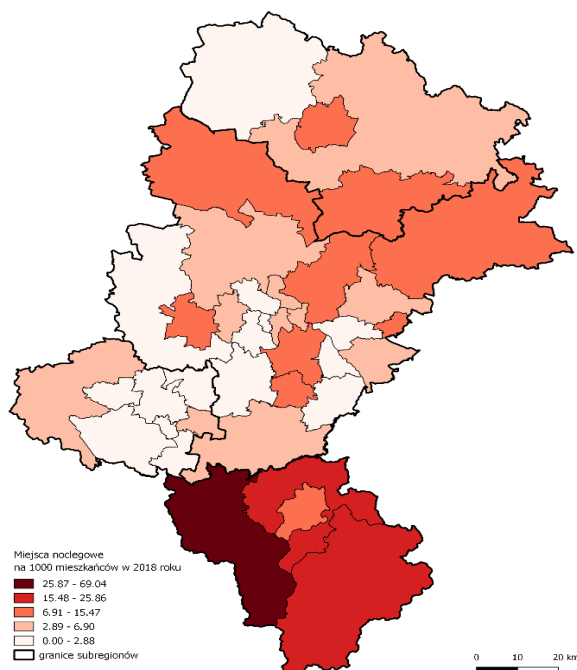 Miejsca noclegowe
na 1000 mieszkańców w 2018 roku
25.87 - 69.04
15.48 - 25.86
6.91 - 15.47
2.89 - 6.90
0.00 - 2.88
granice subregionów
0 10 20 km